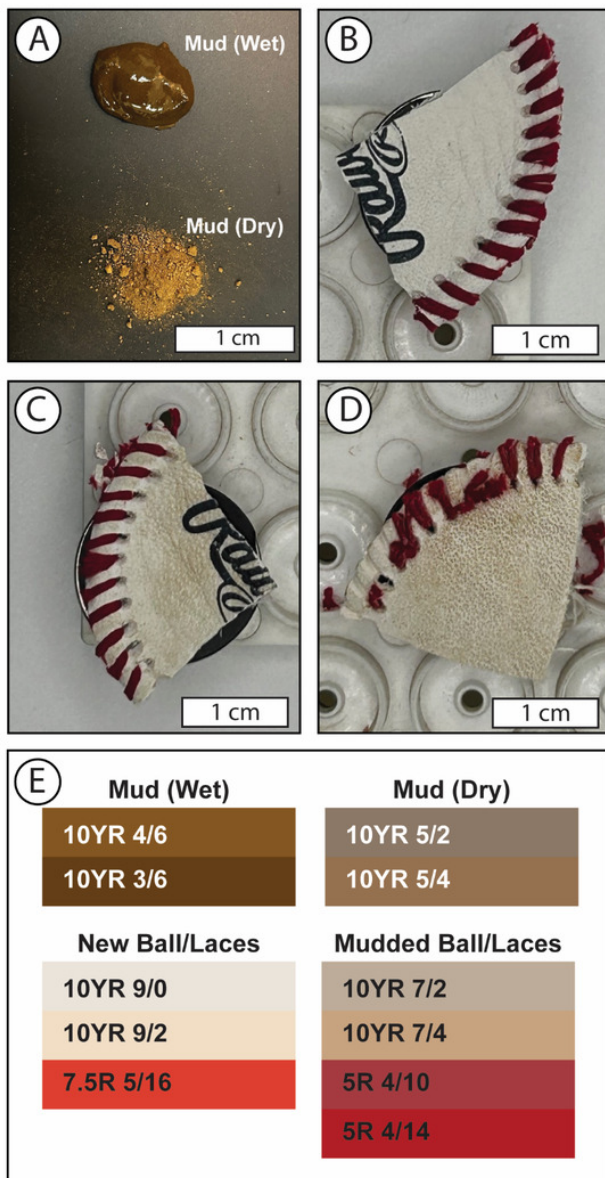 A
Mud (Wet)
Mud (Dry)
1 cm
B
1 cm
C
1 cm
D
1 cm
E
Mud (Wet)
10YR 4/6
10YR 3/6
Mud (Dry)
10YR 5/2
10YR 5/4
New Ball/Laces
10YR 9/0
10YR 9/2
7.5R 5/16
Mudded Ball/Laces
10YR 7/2
10YR 7/4
5R 4/10
5R 4/14